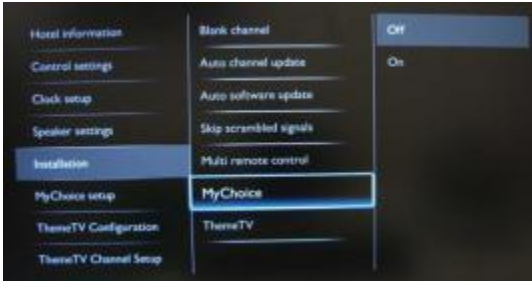 Hotel information
Control settings
Clock setup
Speaker settings
Installation
MyChoice setup
ThemeTV Configuration
ThemeTV Channel Setup
Blank channel
Auto channel update
Auto software update
Skip scrambled signals
Multi remote control
MyChoice
ThemeTV
Off
On